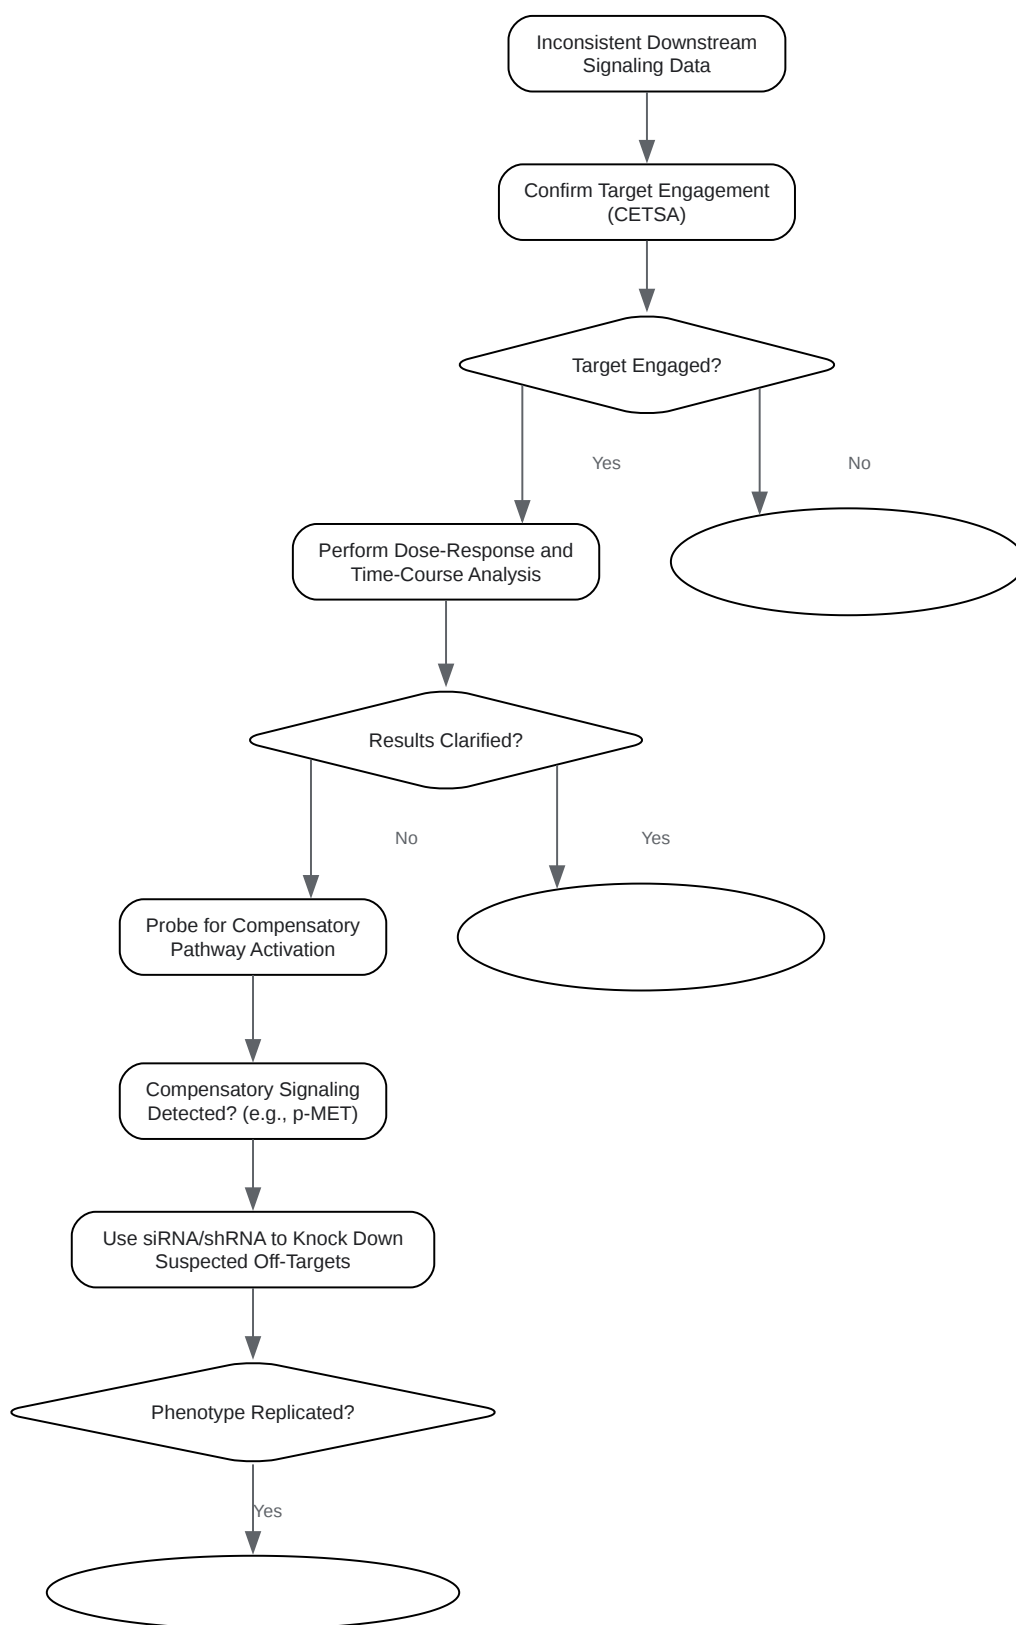 Inconsistent Downstream
Signaling Data
Confirm Target Engagement
(CETSA)
Target Engaged?
Yes
No
Perform Dose-Response and
Time-Course Analysis
Results Clarified?
No
Yes
Probe for Compensatory
Pathway Activation
Compensatory Signaling
Detected? (e.g., p-MET)
Use siRNA/shRNA to Knock Down
Suspected Off-Targets
Phenotype Replicated?
Yes